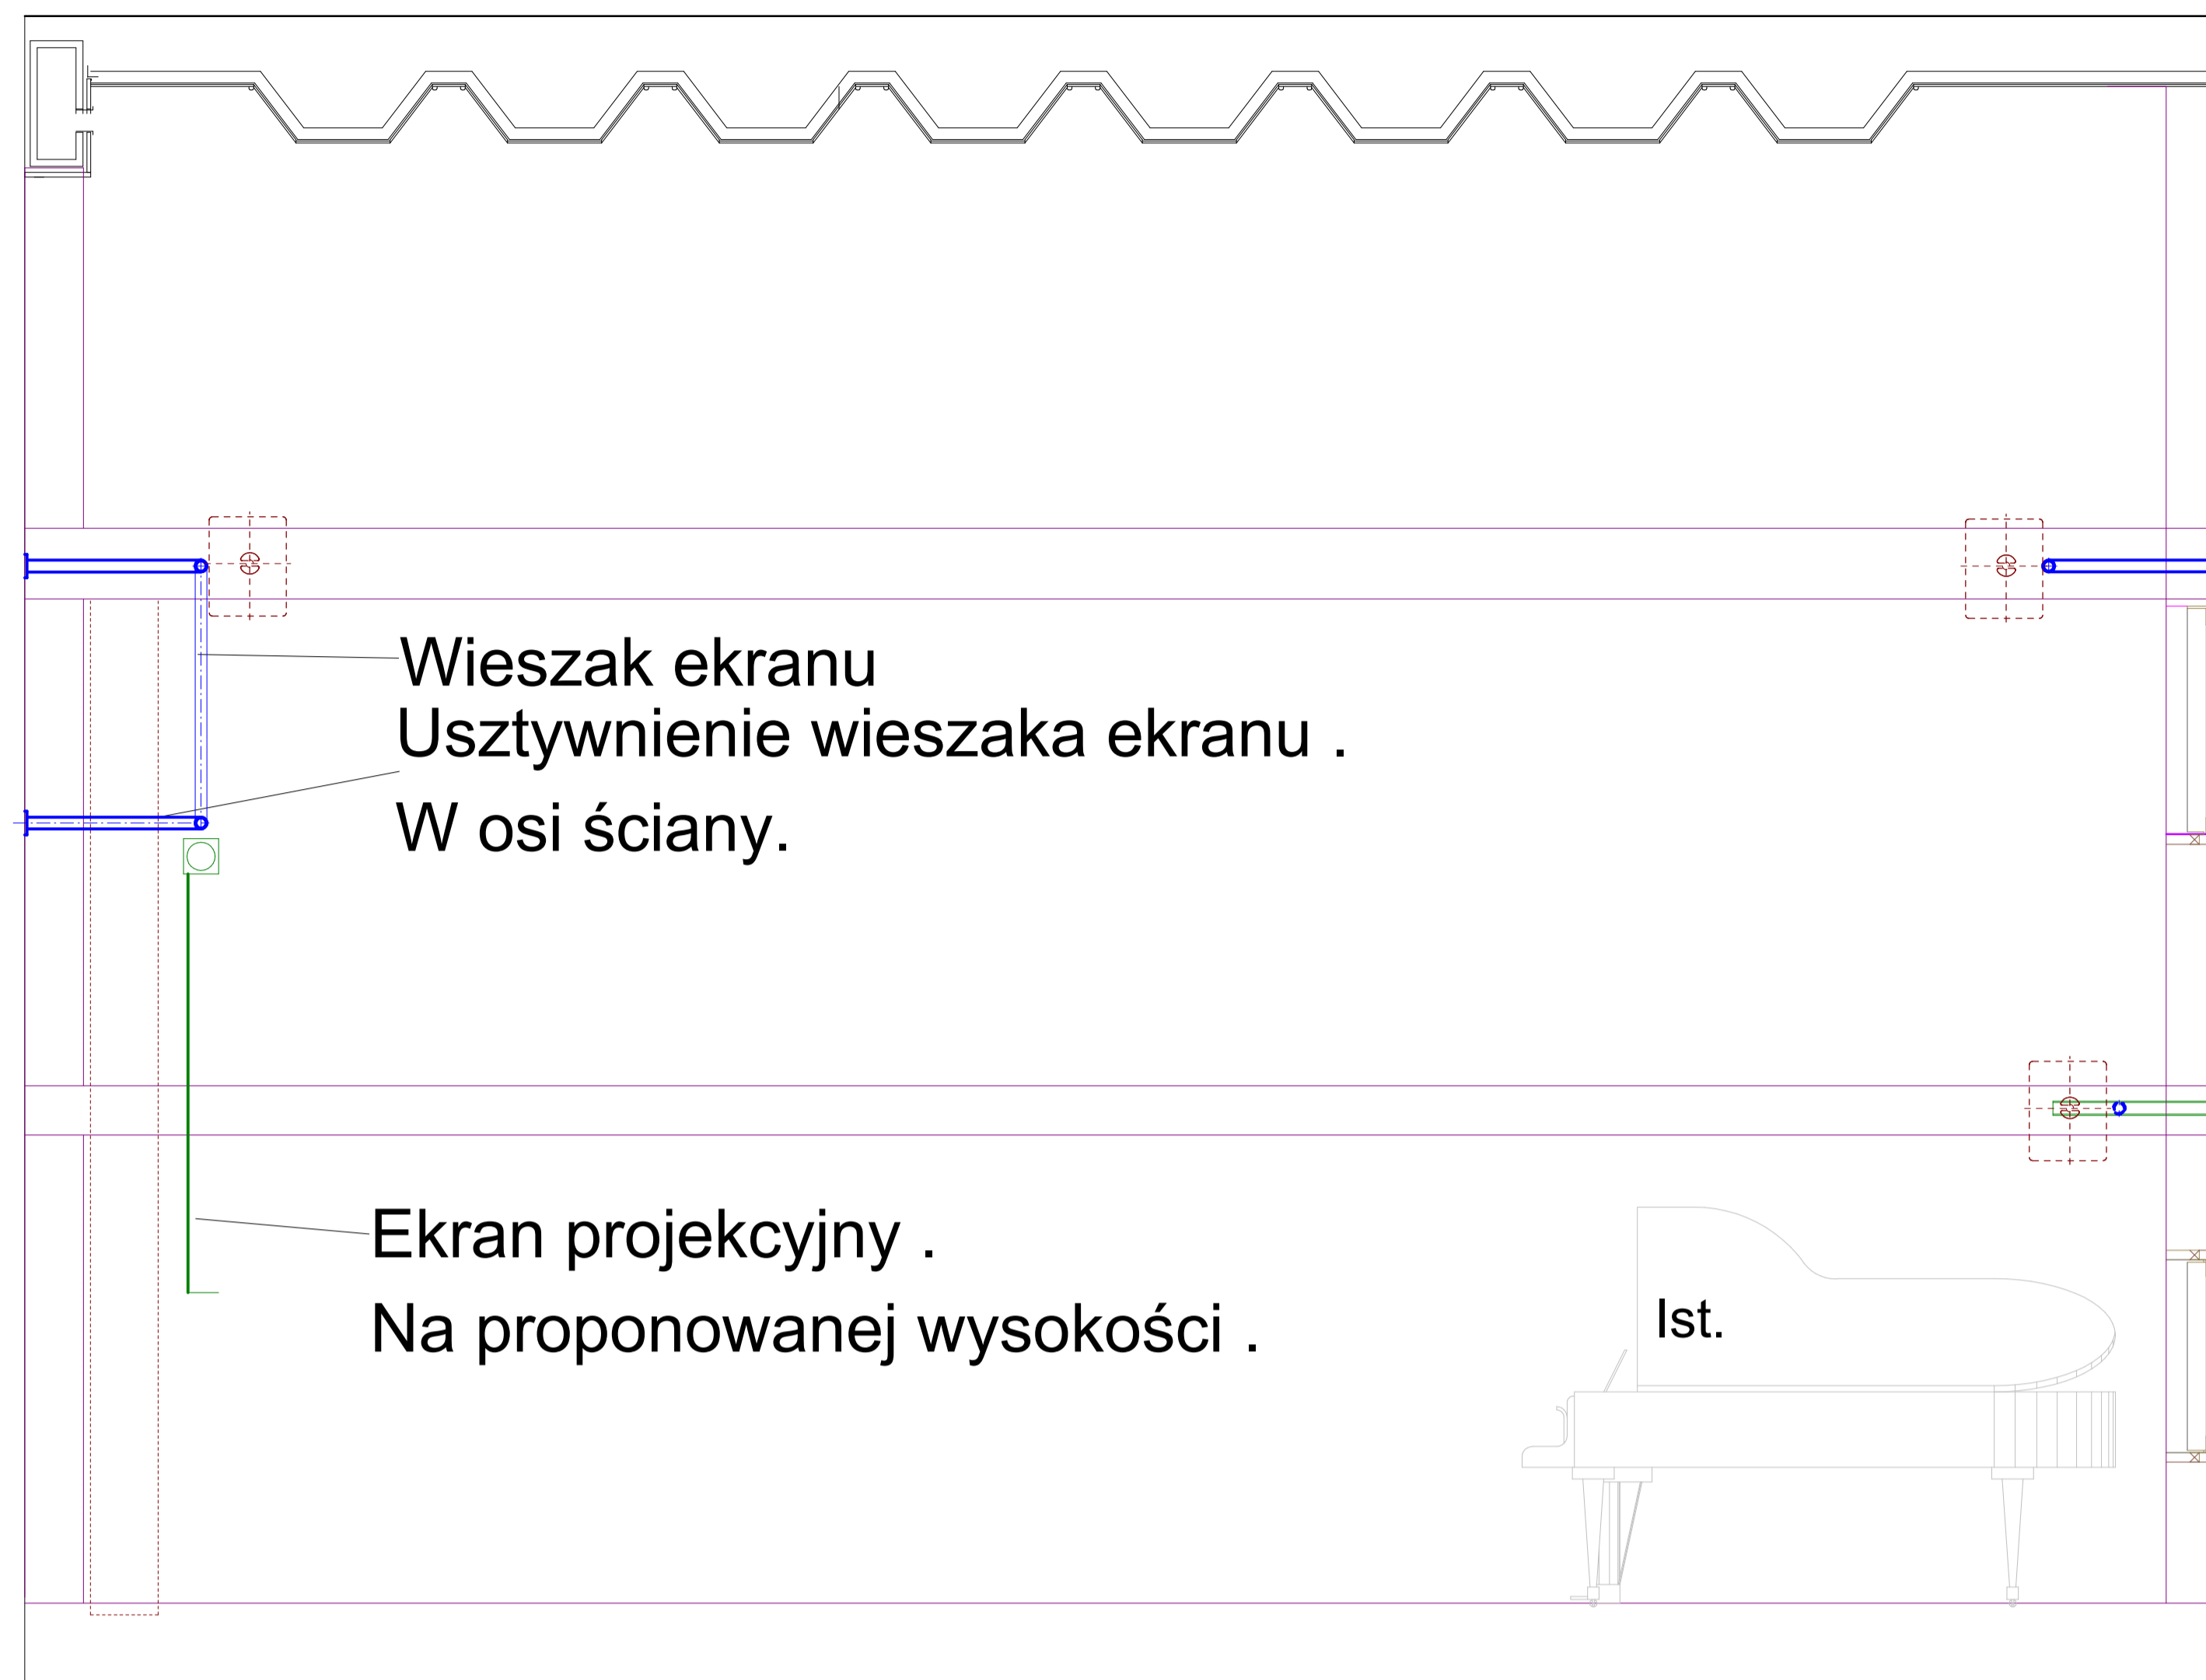 Wieszak ekranu
Usztywnienie wieszaka ekranu .
W osi ściany.
Ekran projekcyjny .
Na proponowanej wysokości .
Ist.